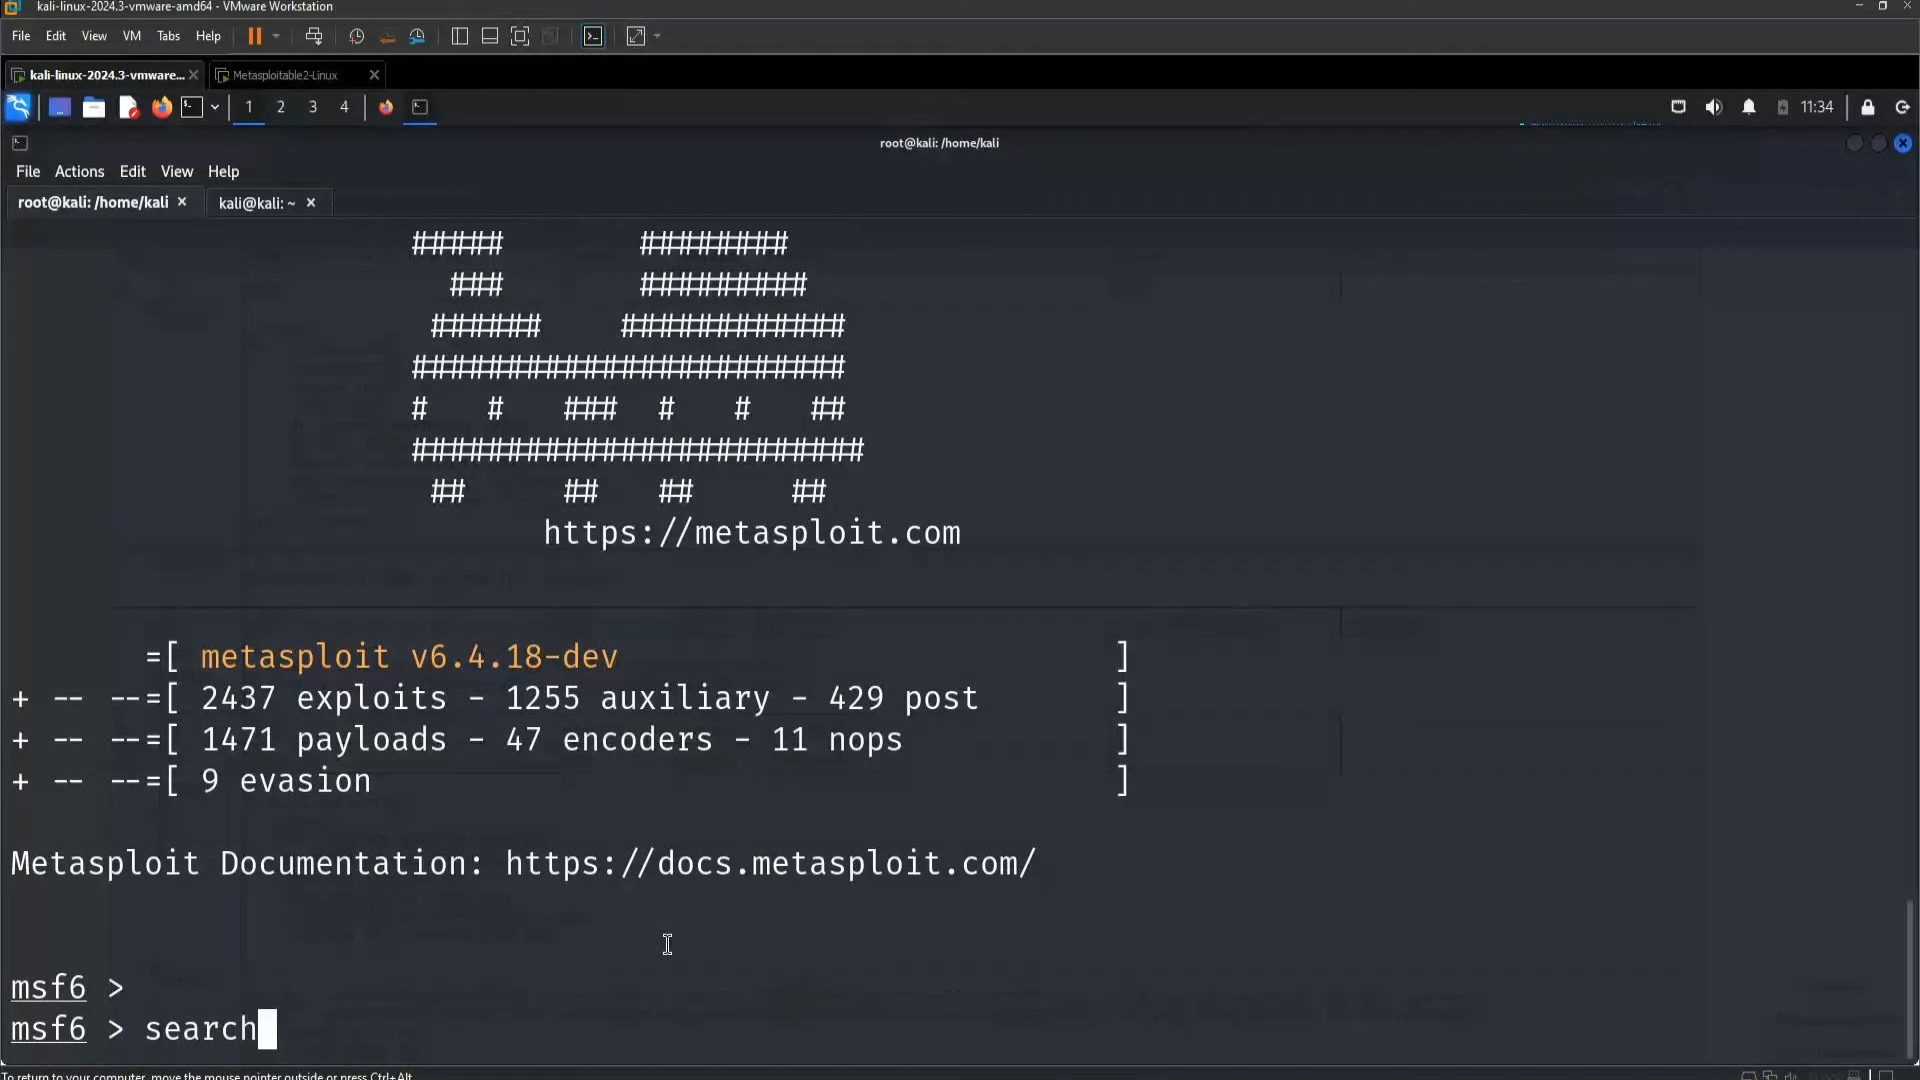 kali-linux-2024.3-vmware-amd64 - VMware Workstation
File Edit View VM Tabs Help
kali-linux-2024.3-vmware... Metasploitable2-Linux
1 2 3 4 11:34
root@kali: /home/kali
File Actions Edit View Help
root@kali: /home/kali kali@kali: ~
##### ########
### #########
###### ############
#######################
# # ### # # ##
########################
## ## ## ##
https://metasploit.com
=[ metasploit v6.4.18-dev ]
+ -- --=[ 2437 exploits - 1255 auxiliary - 429 post ]
+ -- --=[ 1471 payloads - 47 encoders - 11 nops ]
+ -- --=[ 9 evasion ]
Metasploit Documentation: https://docs.metasploit.com/
msf6 >
msf6 > search
To return to your computer, move the mouse pointer outside or press Ctrl+Alt.